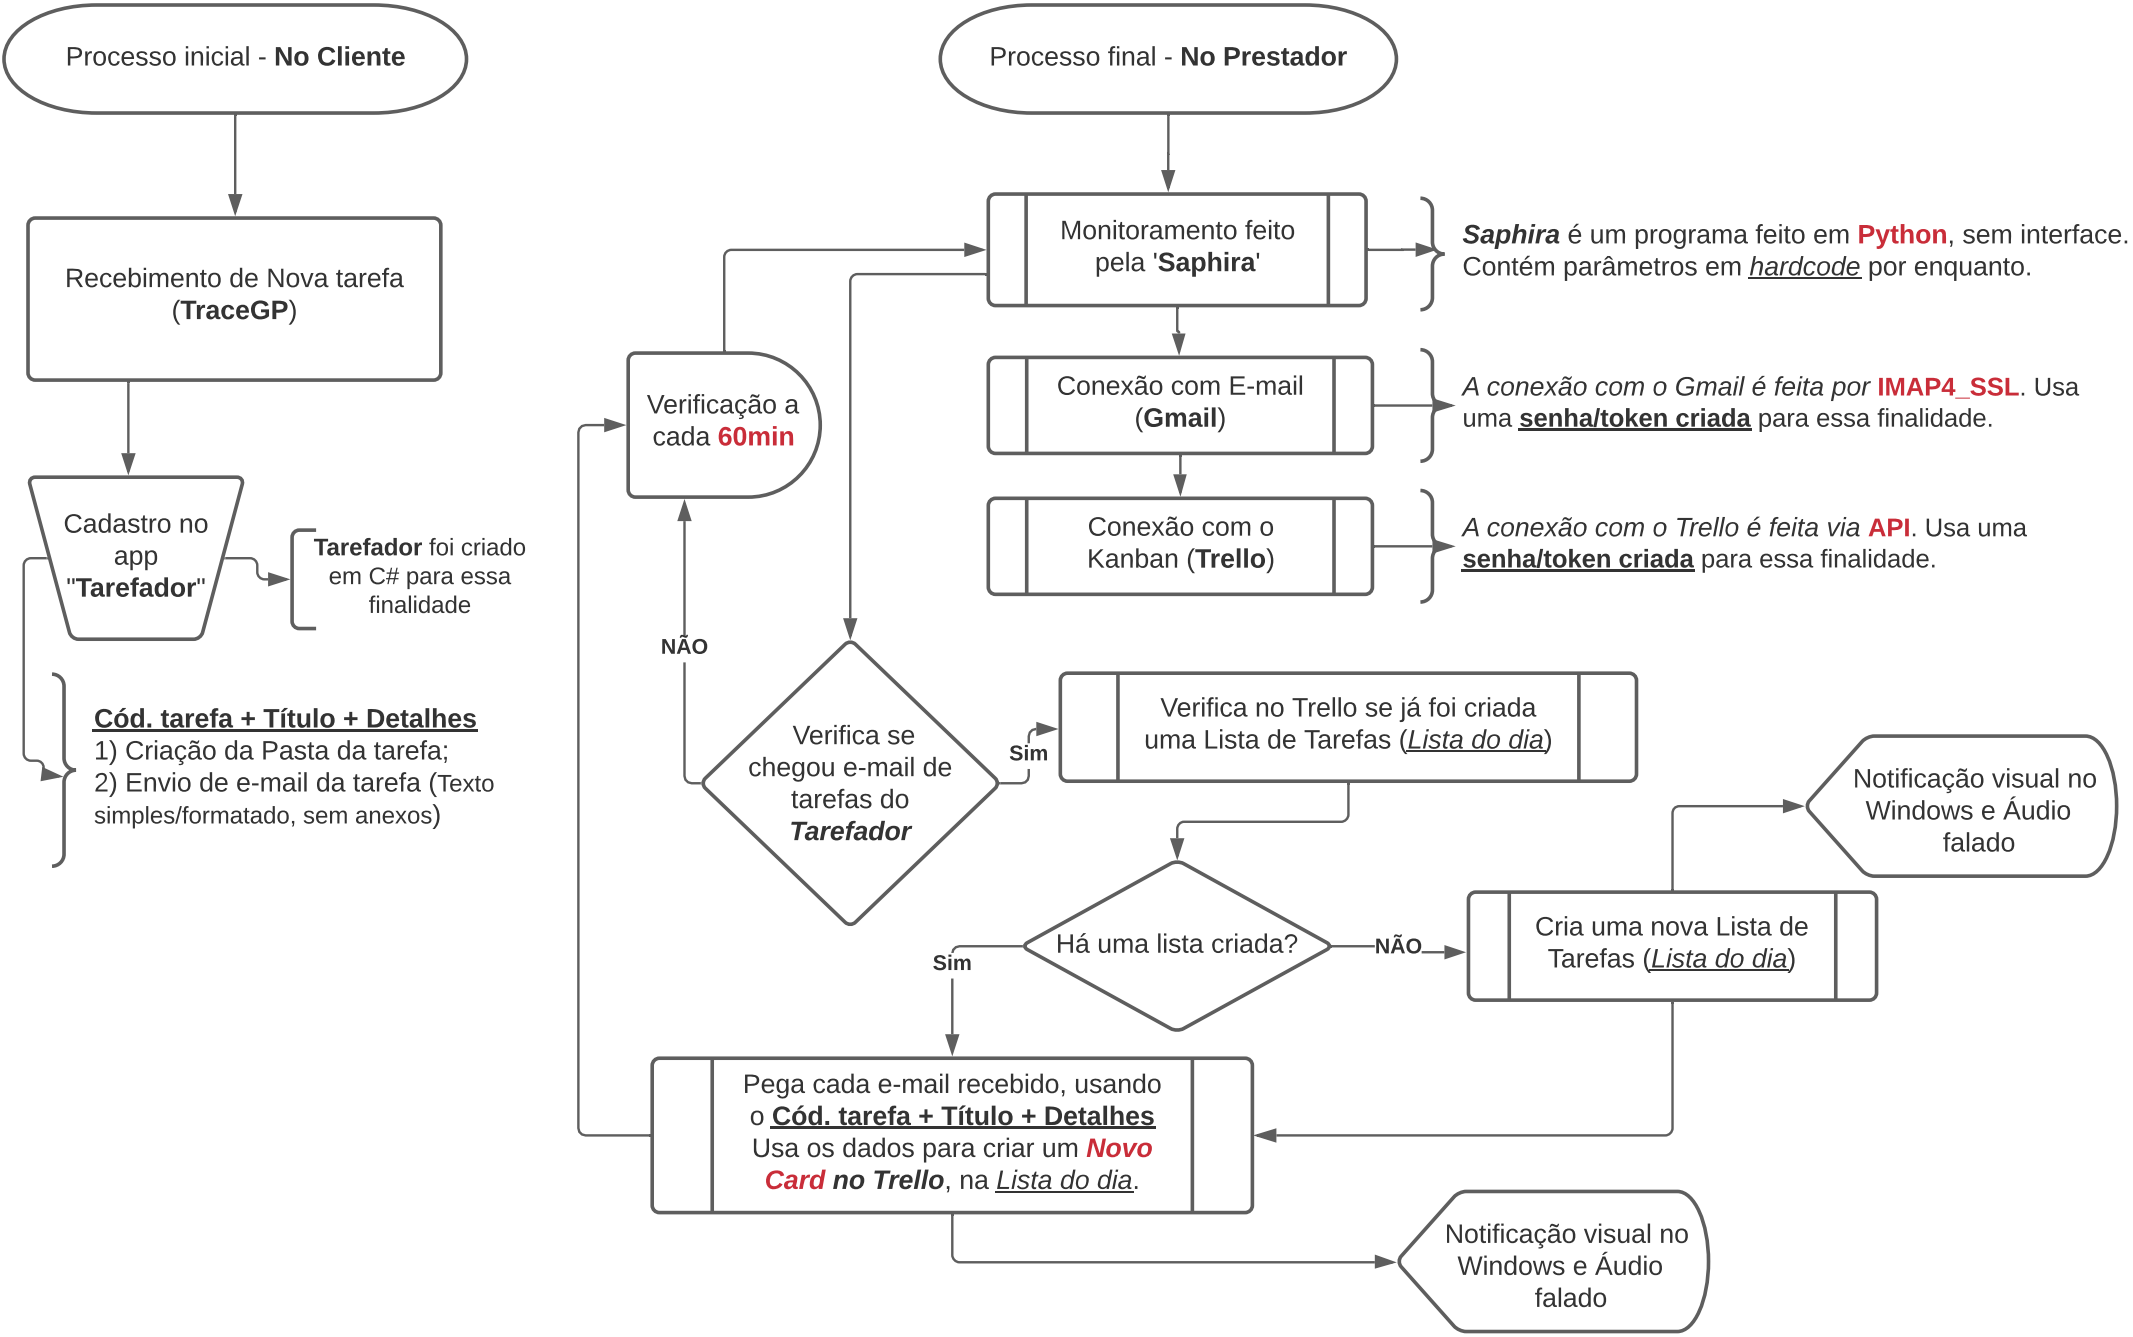 Processo inicial - No Cliente
Recebimento de Nova tarefa
(TraceGP)
Cadastro no
app
"Tarefador"
Tarefador foi criado
em C# para essa
finalidade
Cód. tarefa + Título + Detalhes
1) Criação da Pasta da tarefa;
2) Envio de e-mail da tarefa (Texto
simples/formatado, sem anexos)
Processo final - No Prestador
Monitoramento feito
pela 'Saphira'
Saphira é um programa feito em Python, sem interface.
Contém parâmetros em hardcode por enquanto.
Verificação a
cada 60min
Conexão com E-mail
(Gmail)
A conexão com o Gmail é feita por IMAP4_SSL. Usa
uma senha/token criada para essa finalidade.
Conexão com o
Kanban (Trello)
A conexão com o Trello é feita via API. Usa uma
senha/token criada para essa finalidade.
NÃO
Verifica se
chegou e-mail de
tarefas do
Tarefador
Sim
Verifica no Trello se já foi criada
uma Lista de Tarefas (Lista do dia)
Há uma lista criada?
NÃO
Cria uma nova Lista de
Tarefas (Lista do dia)
Notificação visual no
Windows e Áudio
falado
Sim
Pega cada e-mail recebido, usando
o Cód. tarefa + Título + Detalhes
Usa os dados para criar um Novo
Card no Trello, na Lista do dia.
Notificação visual no
Windows e Áudio
falado